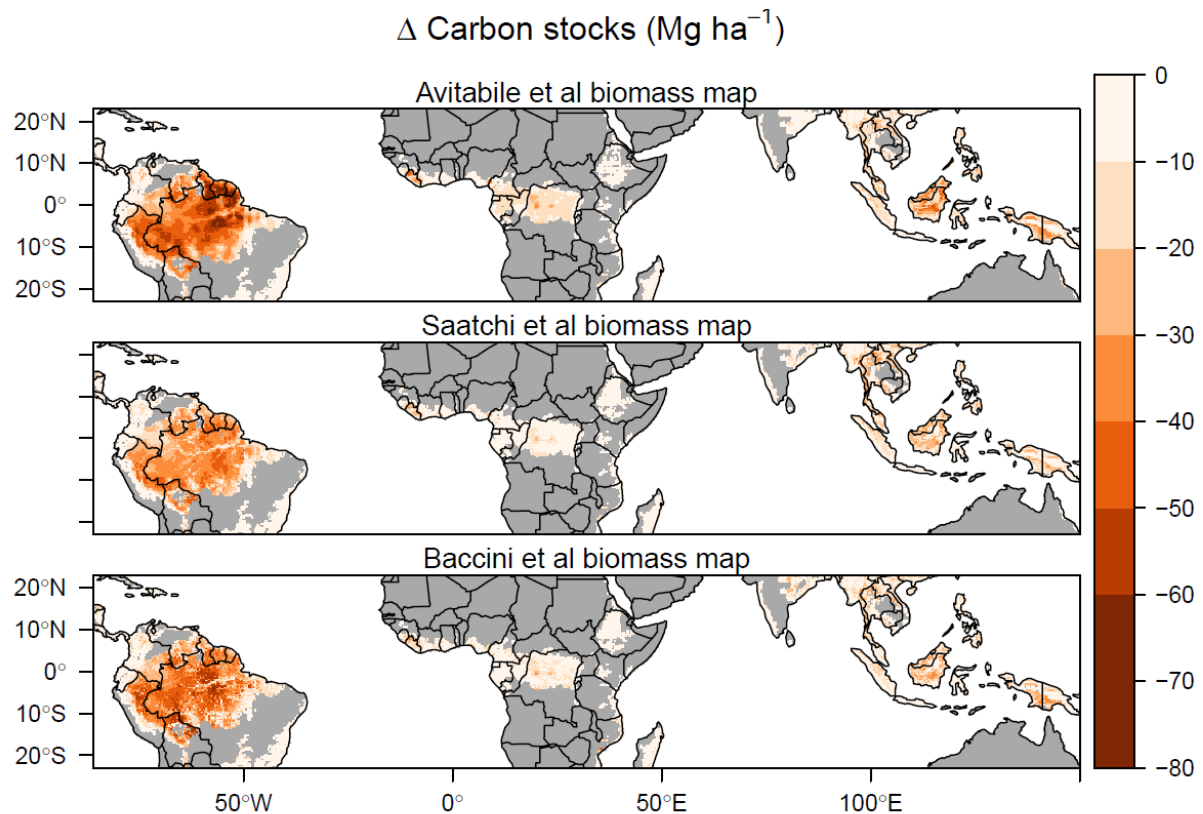 Δ Carbon stocks (Mg ha⁻¹)
Avitabile et al biomass map
20°N
10°N
0°
10°S
20°S
Saatchi et al biomass map
Baccini et al biomass map
20°N
10°N
0°
10°S
20°S
50°W
0°
50°E
100°E
0
−10
−20
−30
−40
−50
−60
−70
−80